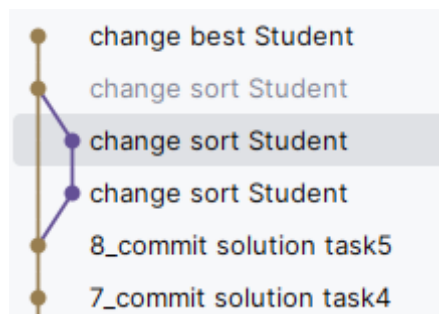 change best Student
change sort Student
change sort Student
change sort Student
8_commit solution task5
7_commit solution task4